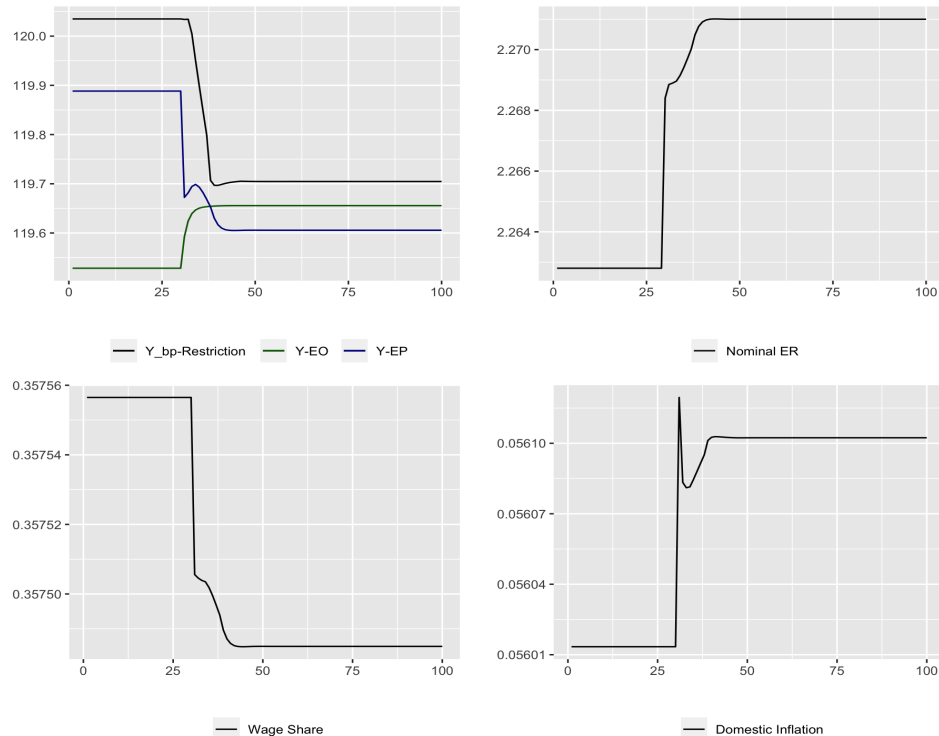 120.0
119.9
119.8
119.7
119.6
0 25 50 75 100
Y_bp-Restriction Y-EO Y-EP
2.270
2.268
2.266
2.264
0 25 50 75 100
Nominal ER
0.35756
0.35754
0.35752
0.35750
0 25 50 75 100
Wage Share
0.05610
0.05607
0.05604
0.05601
0 25 50 75 100
Domestic Inflation